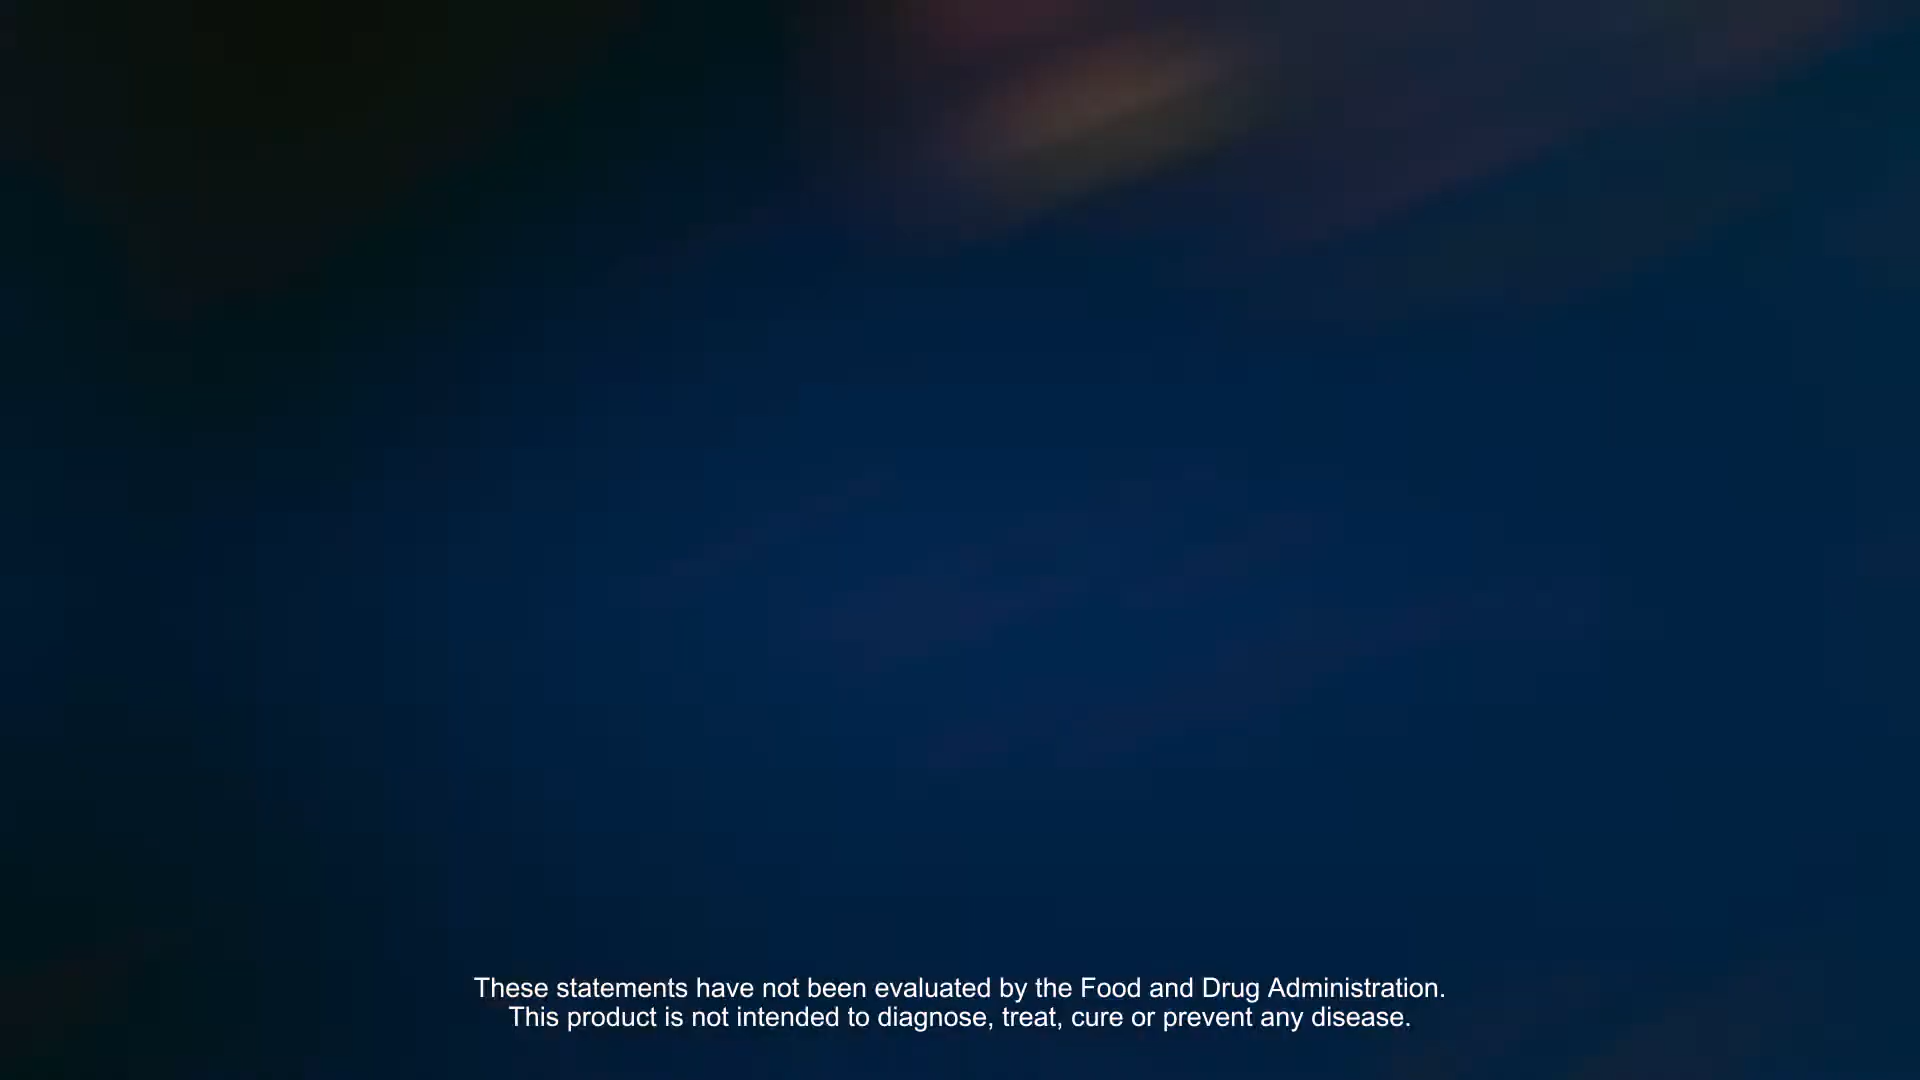 These statements have not been evaluated by the Food and Drug Administration.
This product is not intended to diagnose, treat, cure or prevent any disease.